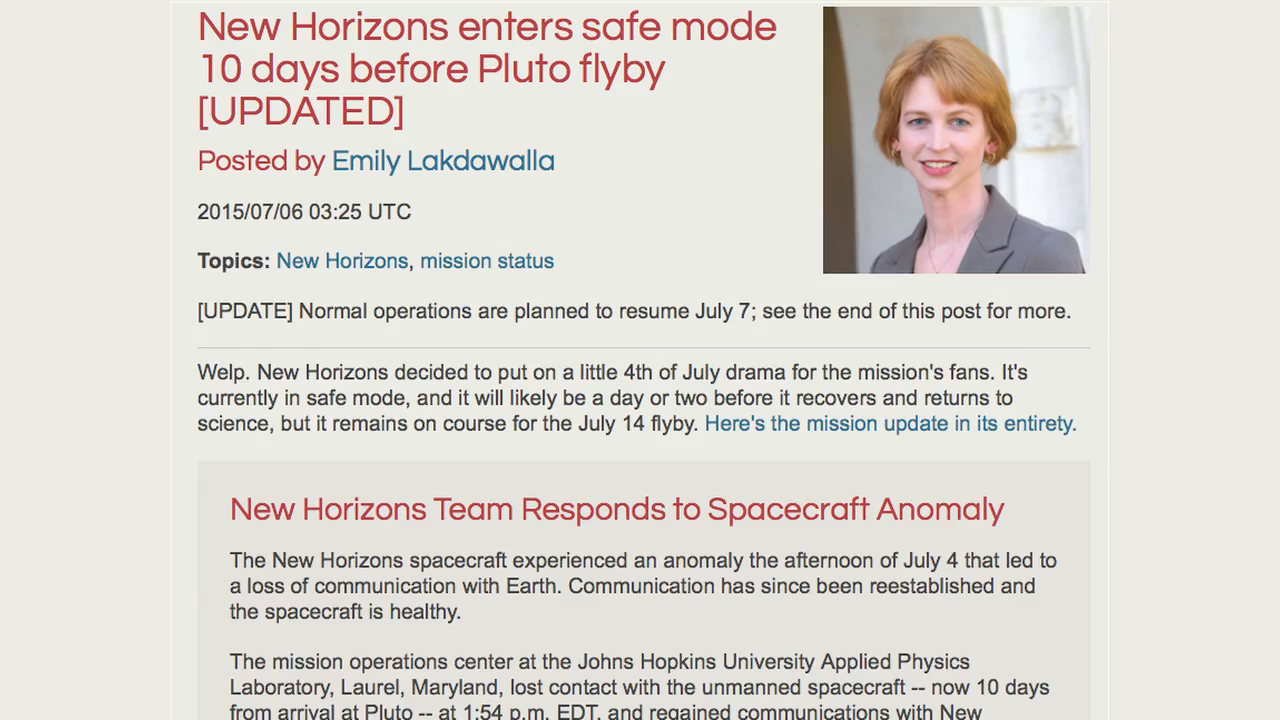 New Horizons enters safe mode
10 days before Pluto flyby
[UPDATED]
Posted by Emily Lakdawalla
2015/07/06 03:25 UTC
Topics: New Horizons, mission status
[UPDATE] Normal operations are planned to resume July 7; see the end of this post for more.
Welp. New Horizons decided to put on a little 4th of July drama for the mission's fans. It's
currently in safe mode, and it will likely be a day or two before it recovers and returns to
science, but it remains on course for the July 14 flyby. Here's the mission update in its entirety.
New Horizons Team Responds to Spacecraft Anomaly
The New Horizons spacecraft experienced an anomaly the afternoon of July 4 that led to
a loss of communication with Earth. Communication has since been reestablished and
the spacecraft is healthy.
The mission operations center at the Johns Hopkins University Applied Physics
Laboratory, Laurel, Maryland, lost contact with the unmanned spacecraft -- now 10 days
from arrival at Pluto -- at 1:54 p.m. EDT, and regained communications with New